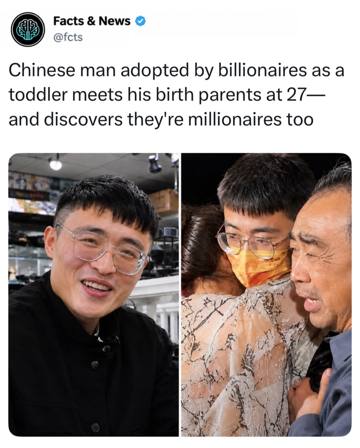 Facts & News
@fcts
Chinese man adopted by billionaires as a
toddler meets his birth parents at 27—
and discovers they're millionaires too